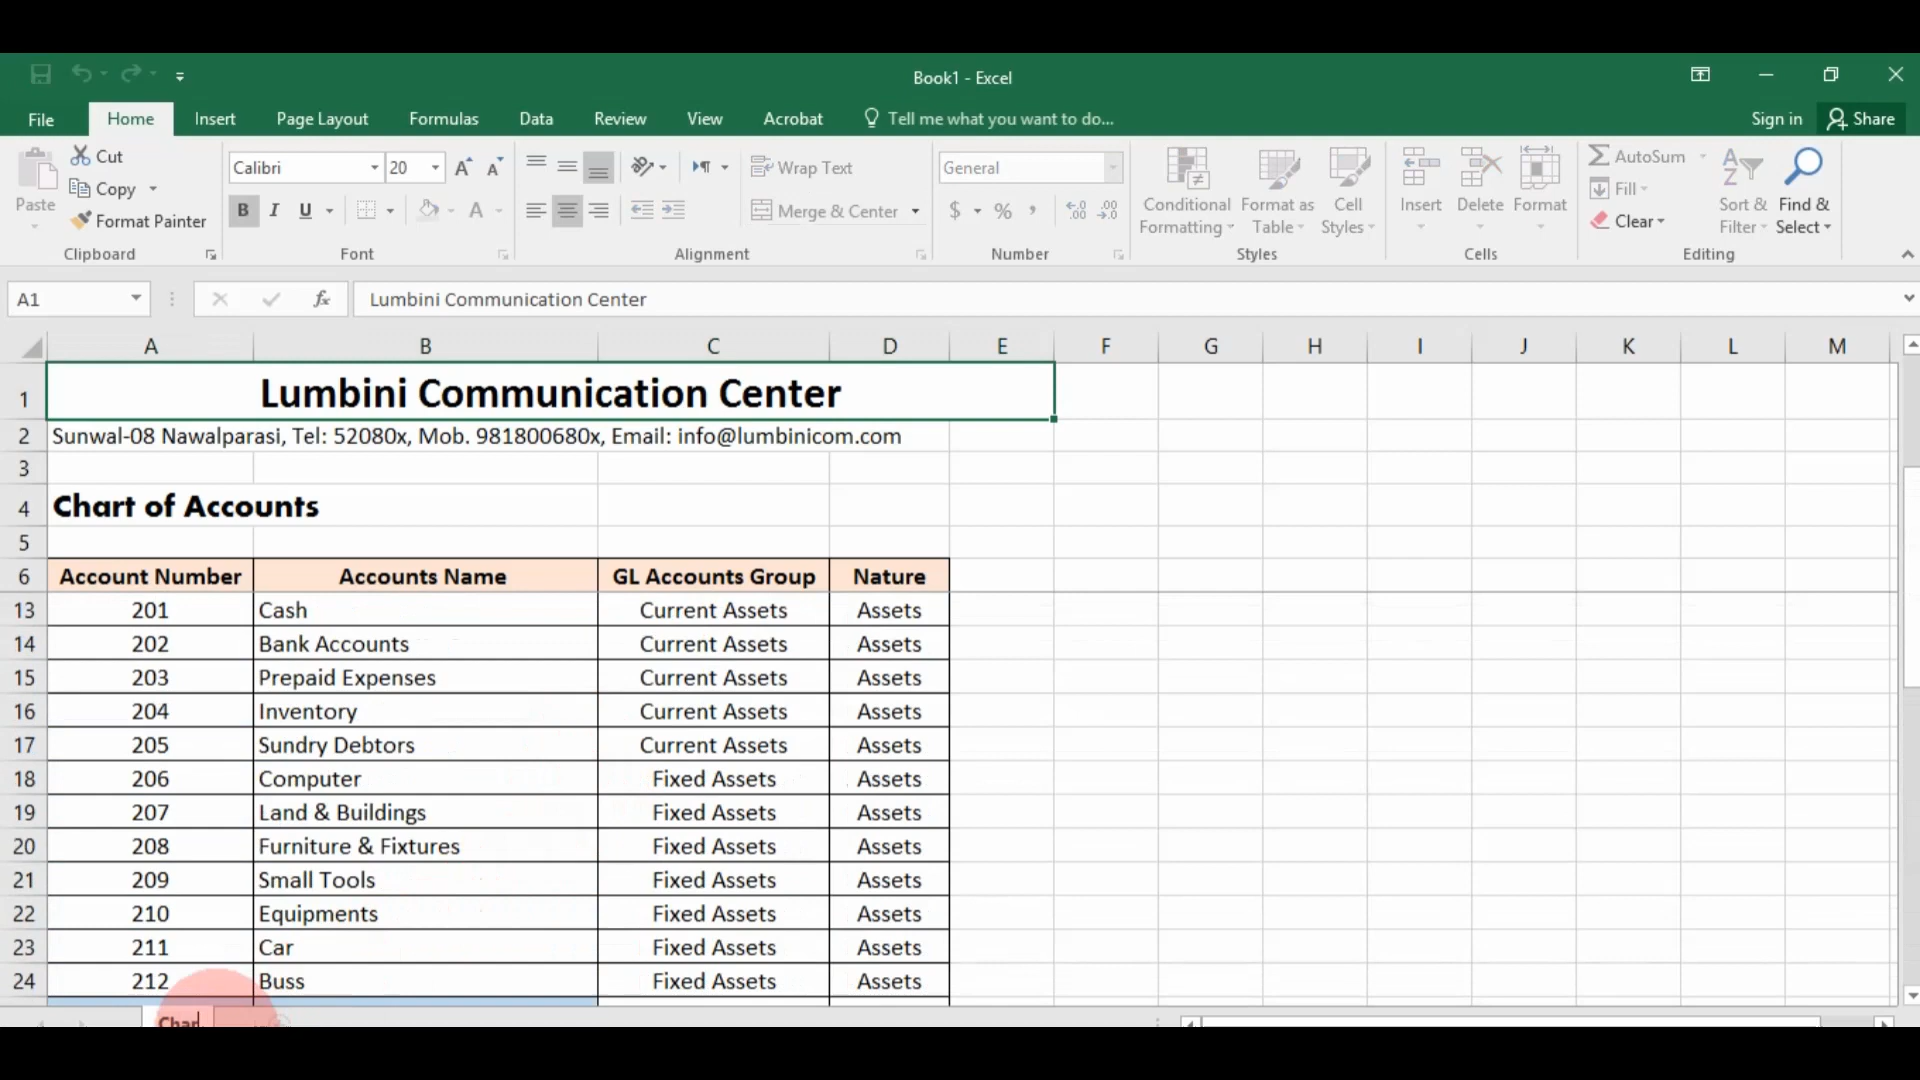 Book1 - Excel
File Home Insert Page Layout Formulas Data Review View Acrobat Tell me what you want to do... Sign in Share
Paste Cut Copy Format Painter Clipboard
Calibri 20 A A B I U A Font
Wrap Text Merge & Center Alignment
General $ % , .0 .00 .00 .0 Number
Conditional Formatting Format as Table Cell Styles Styles
Insert Delete Format Cells
AutoSum Fill Clear Sort & Filter Find & Select Editing
A1 fx Lumbini Communication Center
A B C D E F G H I J K L M
1 Lumbini Communication Center
2 Sunwal-08 Nawalparasi, Tel: 52080x, Mob. 981800680x, Email: info@lumbinicom.com
3
4 Chart of Accounts
5
6 Account Number Accounts Name GL Accounts Group Nature
13 201 Cash Current Assets Assets
14 202 Bank Accounts Current Assets Assets
15 203 Prepaid Expenses Current Assets Assets
16 204 Inventory Current Assets Assets
17 205 Sundry Debtors Current Assets Assets
18 206 Computer Fixed Assets Assets
19 207 Land & Buildings Fixed Assets Assets
20 208 Furniture & Fixtures Fixed Assets Assets
21 209 Small Tools Fixed Assets Assets
22 210 Equipments Fixed Assets Assets
23 211 Car Fixed Assets Assets
24 212 Buss Fixed Assets Assets
Char